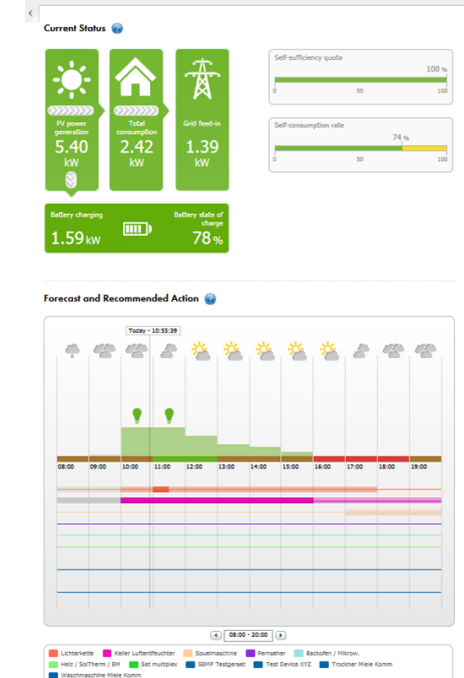 Current Status
PV power
generation
5.40
kW
Total
consumption
2.42
kW
Grid feed-in
1.39
kW
Battery charging
1.59 kW
Battery state of
charge
78 %
Self-sufficiency quota
100 %
0 50 100
Self-consumption rate
74 %
0 50 100
Forecast and Recommended Action
Today - 10:33:39
08:00 09:00 10:00 11:00 12:00 13:00 14:00 15:00 16:00 17:00 18:00 19:00
08:00 - 20:00
Lichterkette Keller Luftentfeuchter Spuelmaschine Fernseher Backofen / Mikrow.
Heiz / SolTherm / EM Sat multiplex SEMP Testgeraet Test Device XYZ Trockner Miele Komm
Waschmaschine Miele Komm